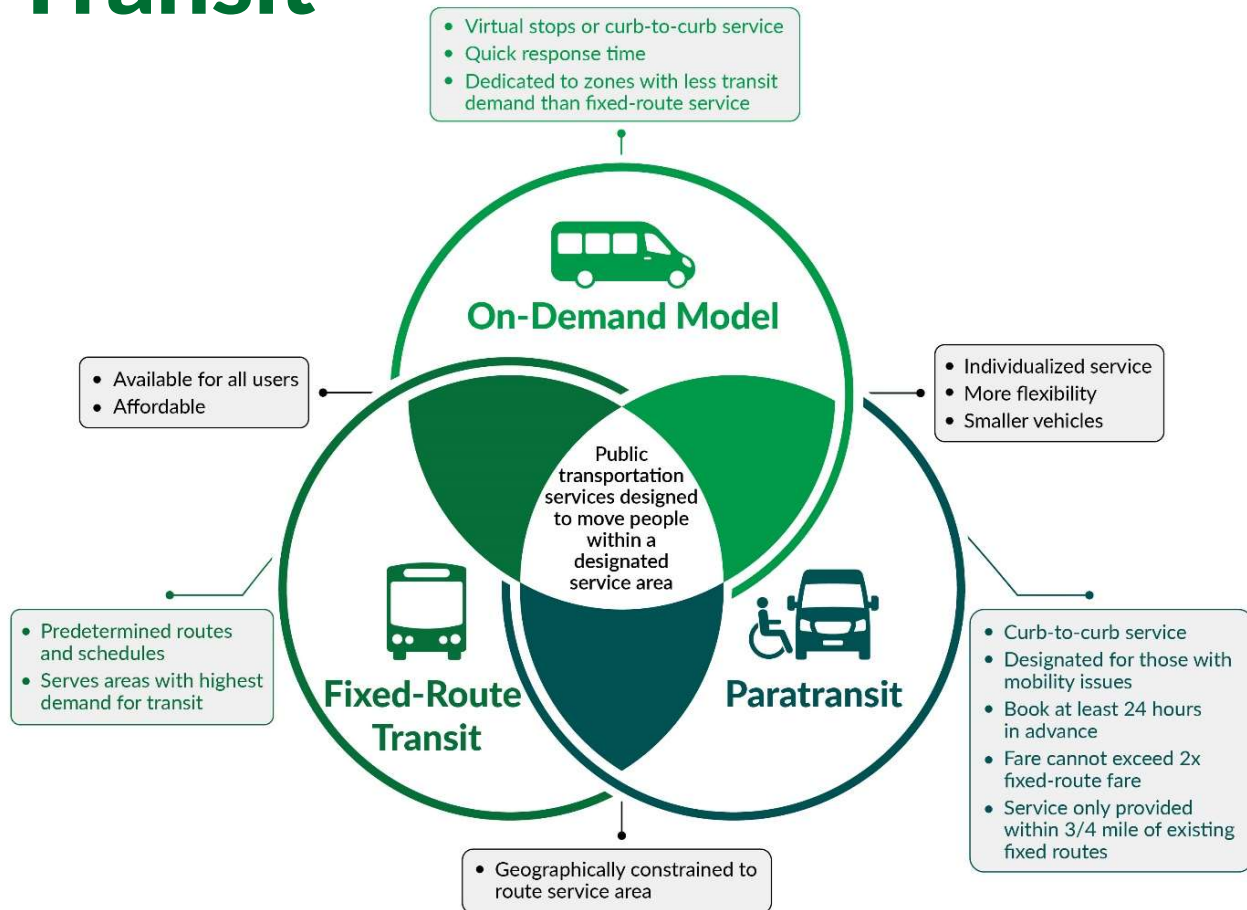 Transit
• Virtual stops or curb-to-curb service
• Quick response time
• Dedicated to zones with less transit
demand than fixed-route service
On-Demand Model
• Available for all users
• Affordable
• Individualized service
• More flexibility
• Smaller vehicles
Public
transportation
services designed
to move people
within a
designated
service area
• Predetermined routes
and schedules
• Serves areas with highest
demand for transit
Fixed-Route
Transit
Paratransit
• Curb-to-curb service
• Designated for those with
mobility issues
• Book at least 24 hours
in advance
• Fare cannot exceed 2x
fixed-route fare
• Service only provided
within 3/4 mile of existing
fixed routes
• Geographically constrained to
route service area